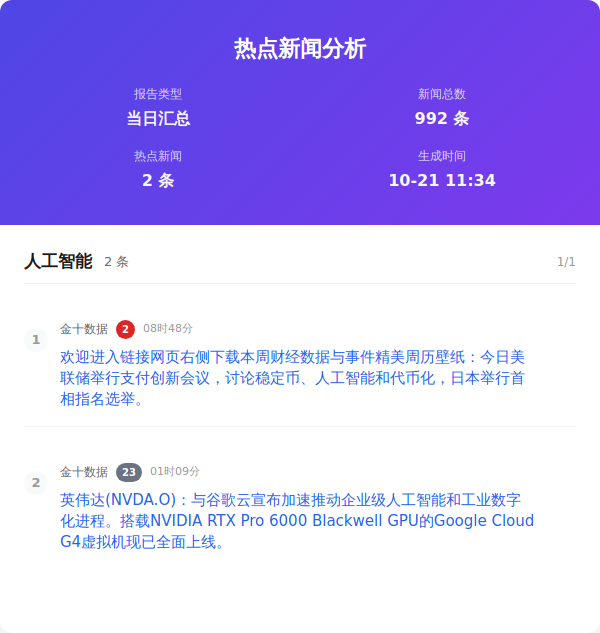 热点新闻分析
报告类型
新闻总数
当日汇总
992 条
热点新闻
生成时间
2 条
10-21 11:34
人工智能 2 条 1/1
1
金十数据 2 08时48分
欢迎进入链接网页右侧下载本周财经数据与事件精美周历壁纸：今日美
联储举行支付创新会议，讨论稳定币、人工智能和代币化，日本举行首
相指名选举。
2
金十数据 23 01时09分
英伟达(NVDA.O)：与谷歌云宣布加速推动企业级人工智能和工业数字
化进程。搭载NVIDIA RTX Pro 6000 Blackwell GPU的Google Cloud
G4虚拟机现已全面上线。